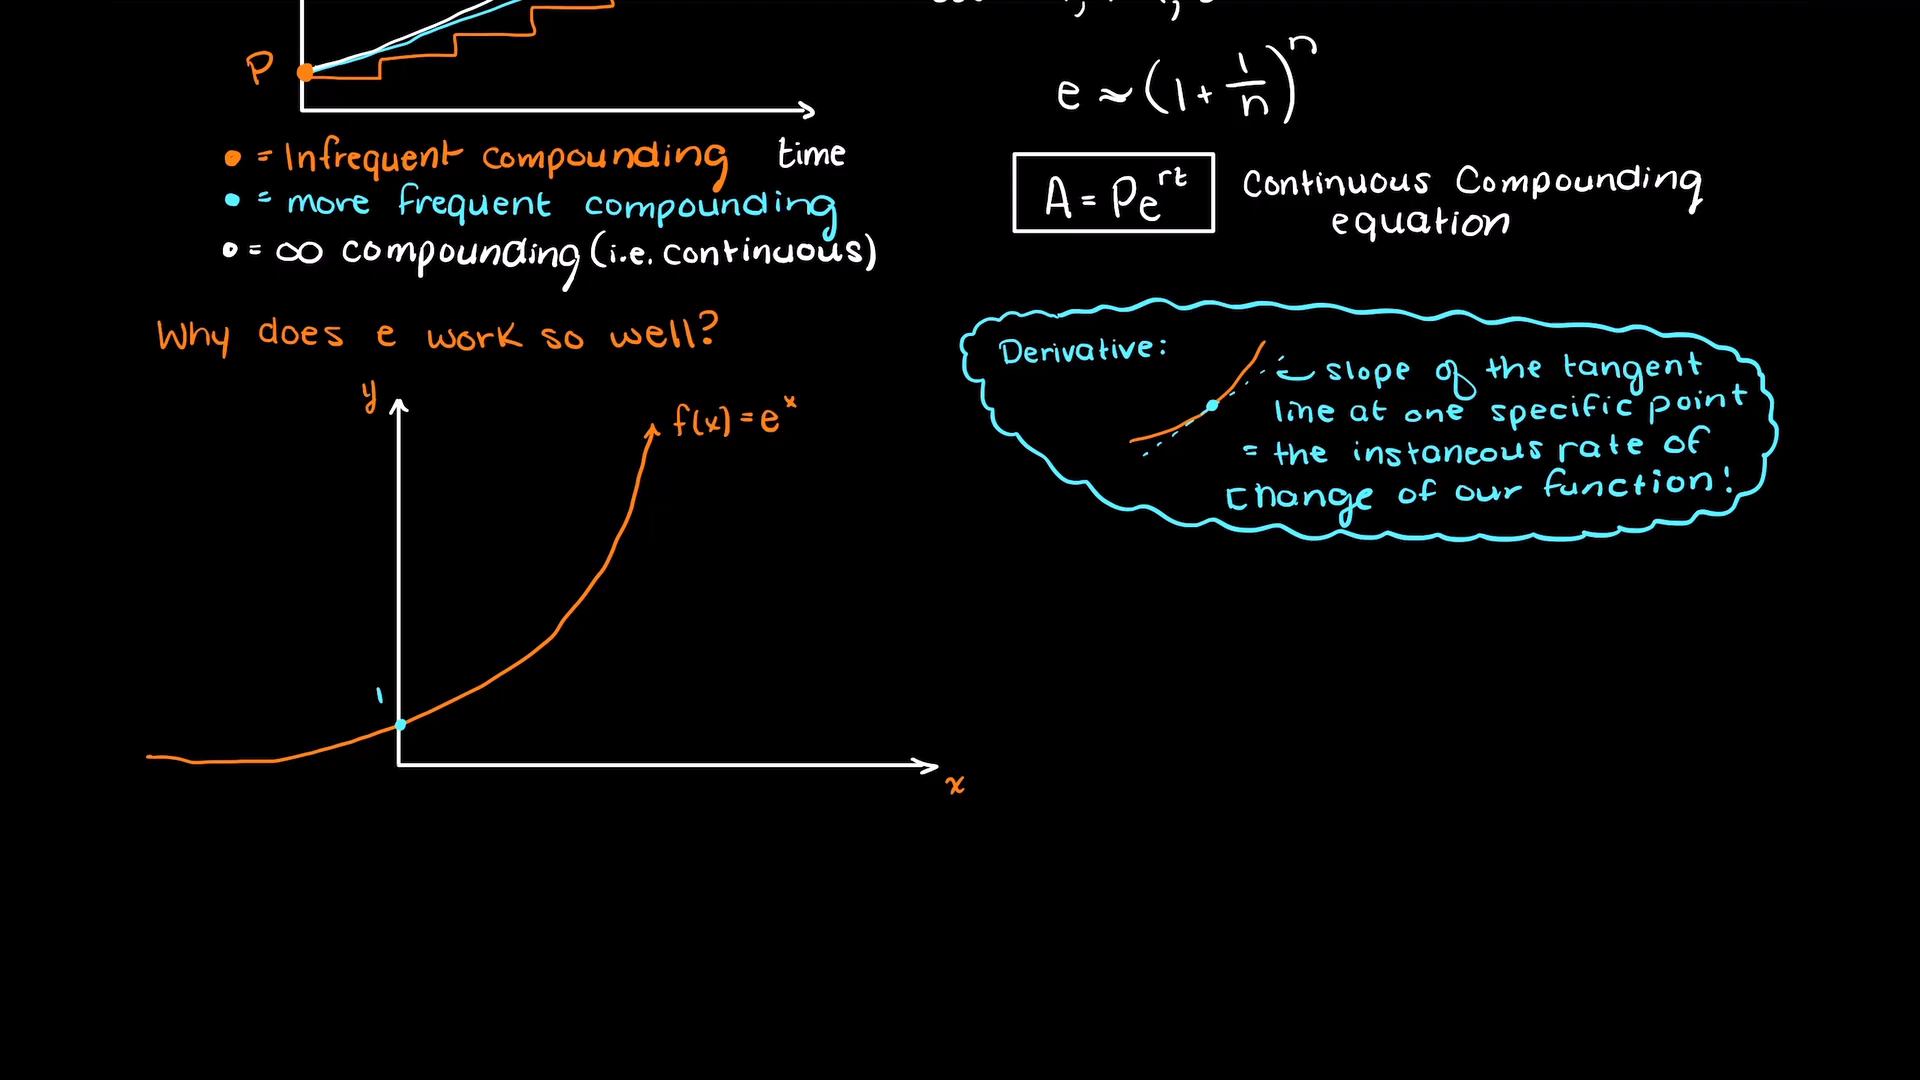 P
e ≈ (1 + 1/n)^n
• = Infrequent compounding
time
• = more frequent compounding
○ = ∞ compounding (i.e. continuous)
A = Pe^rt
Continuous Compounding
equation
Why does e work so well?
y
f(x) = e^x
1
x
Derivative:
slope of the tangent
line at one specific point
= the instaneous rate of
change of our function!